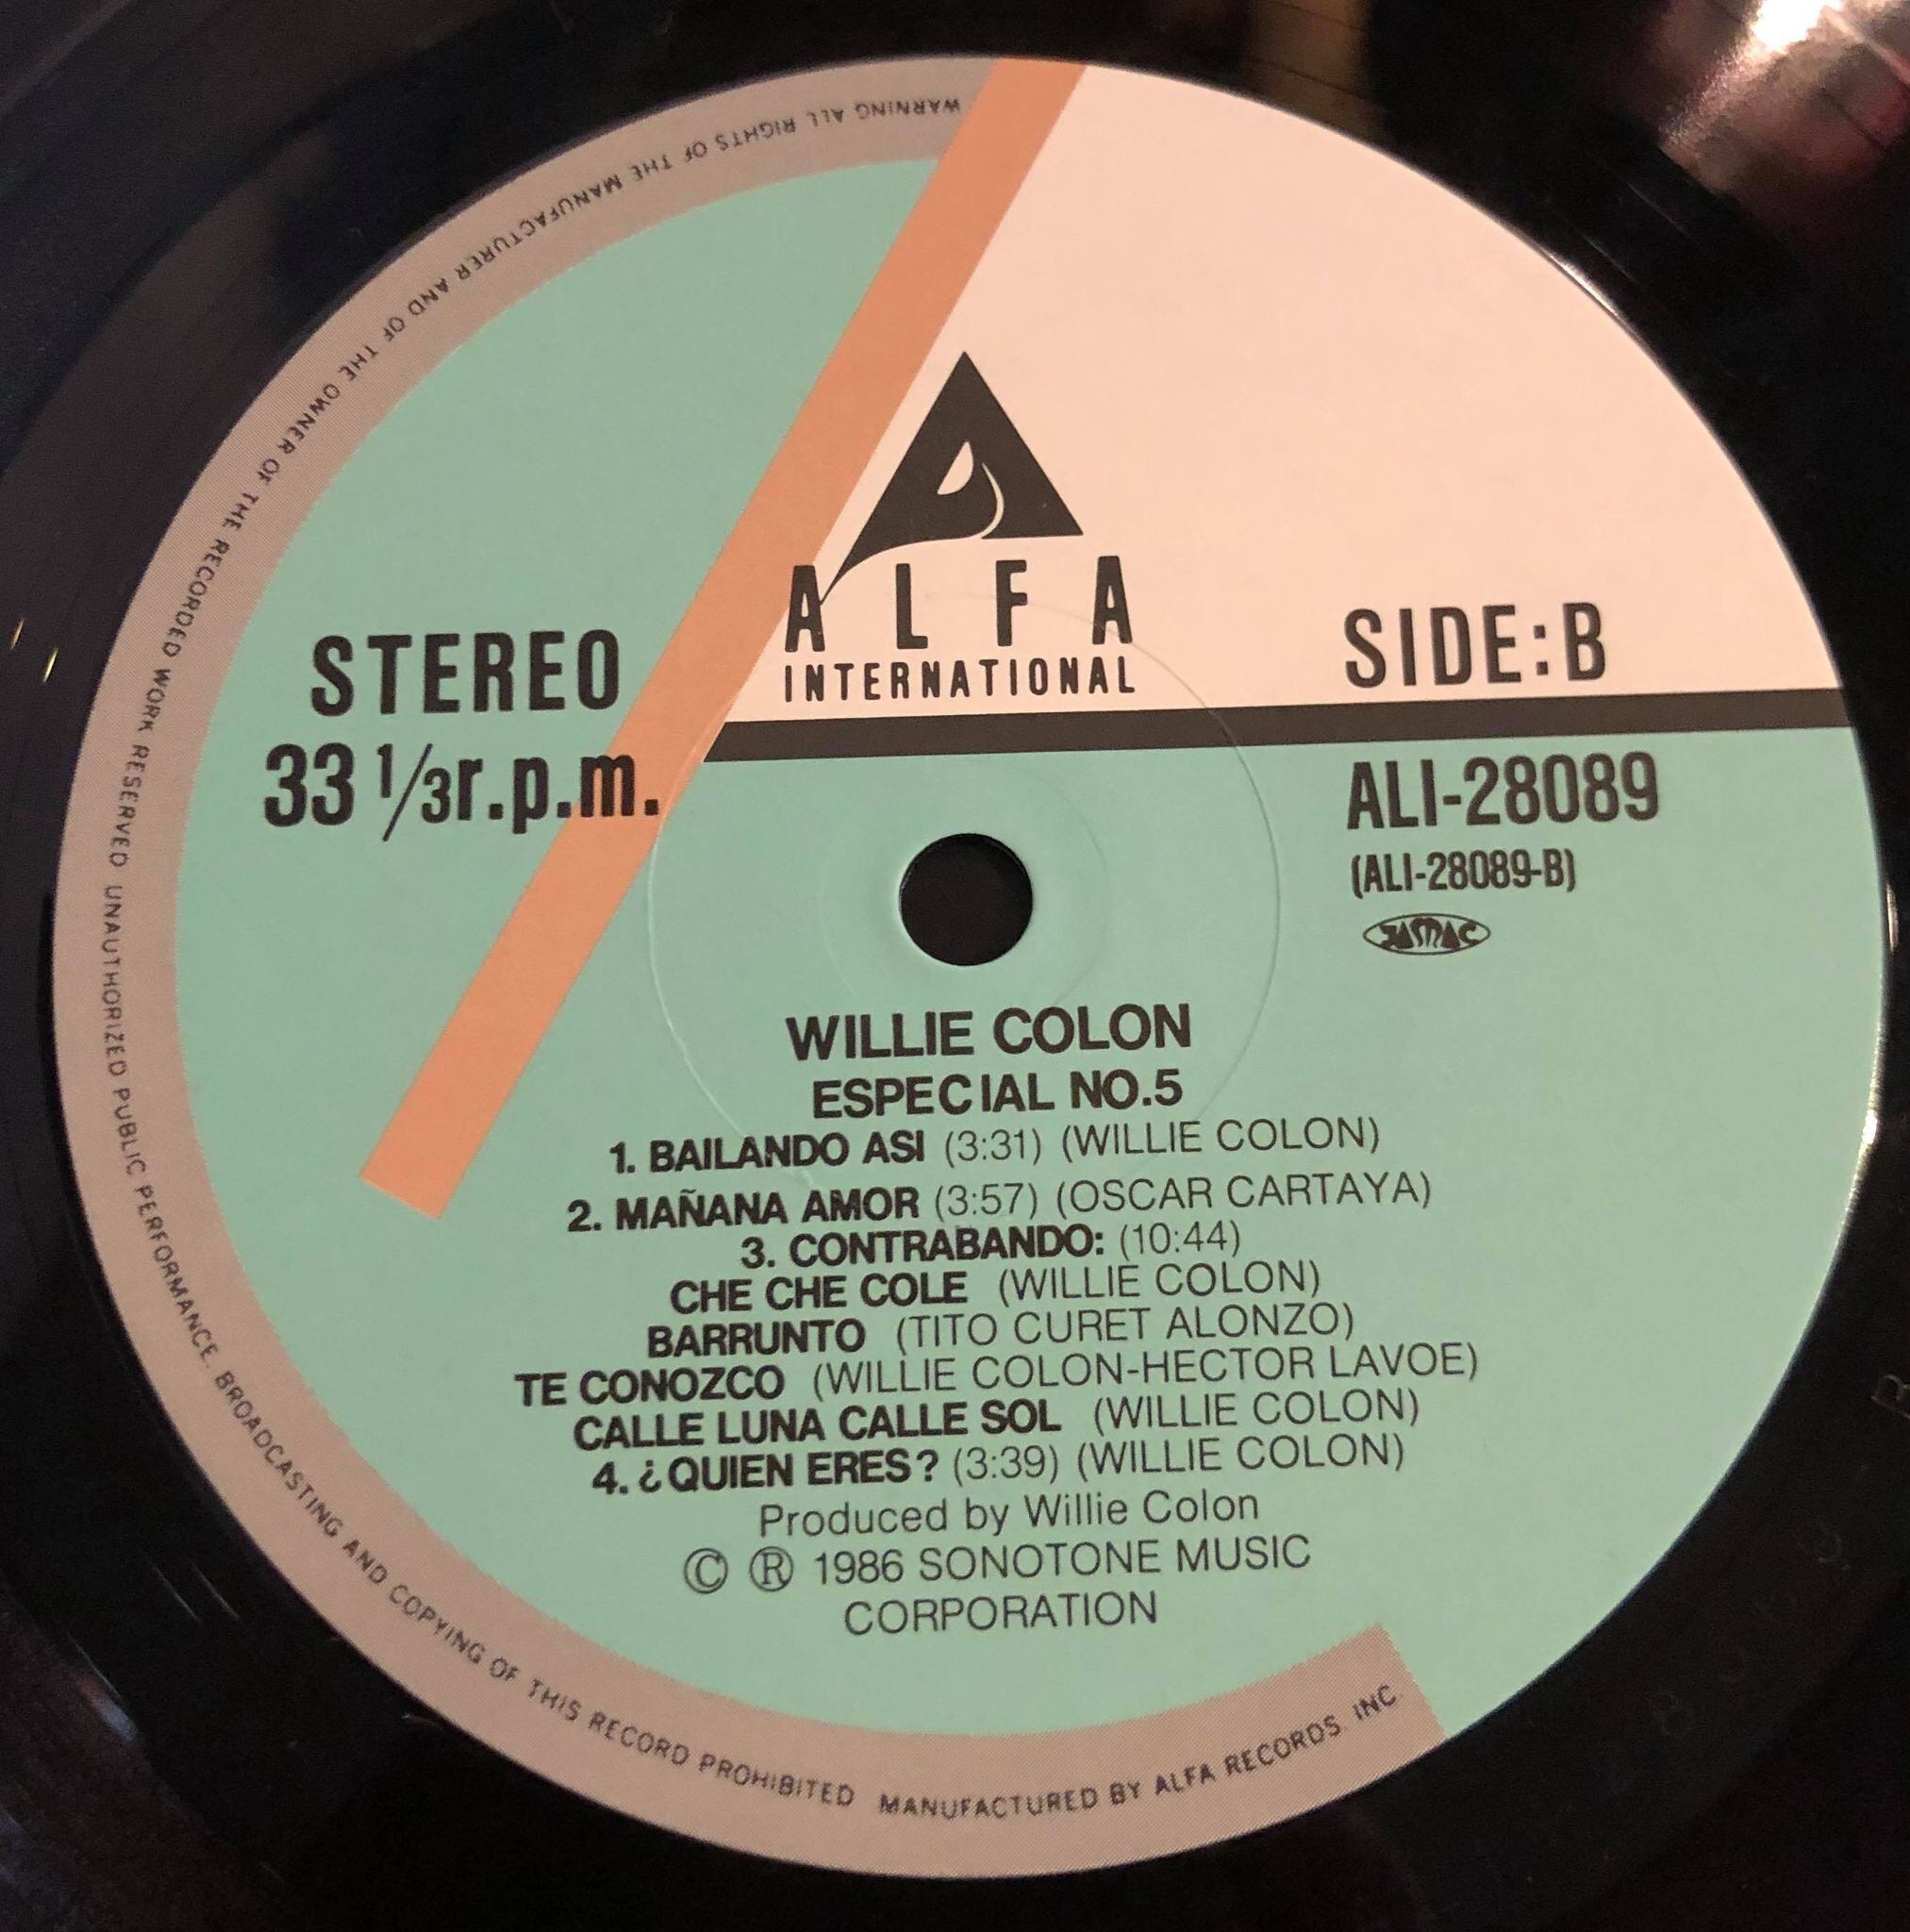 WARNING ALL RIGHTS OF THE MANUFACTURER AND OF THE OWNER OF THE RECORDED WORK RESERVED UNAUTHORIZED PUBLIC PERFORMANCE. BROADCASTING AND COPYING OF THIS RECORD PROHIBITED MANUFACTURED BY ALFA RECORDS. INC.
ALFA
INTERNATIONAL
STEREO
33 1/3 r.p.m.
SIDE:B
ALI-28089
(ALI-28089-B)
JASRAC
WILLIE COLON
ESPECIAL NO.5
1. BAILANDO ASI (3:31) (WILLIE COLON)
2. MAÑANA AMOR (3:57) (OSCAR CARTAYA)
3. CONTRABANDO: (10:44)
CHE CHE COLE (WILLIE COLON)
BARRUNTO (TITO CURET ALONZO)
TE CONOZCO (WILLIE COLON-HECTOR LAVOE)
CALLE LUNA CALLE SOL (WILLIE COLON)
4. ¿QUIEN ERES? (3:39) (WILLIE COLON)
Produced by Willie Colon
© ® 1986 SONOTONE MUSIC
CORPORATION